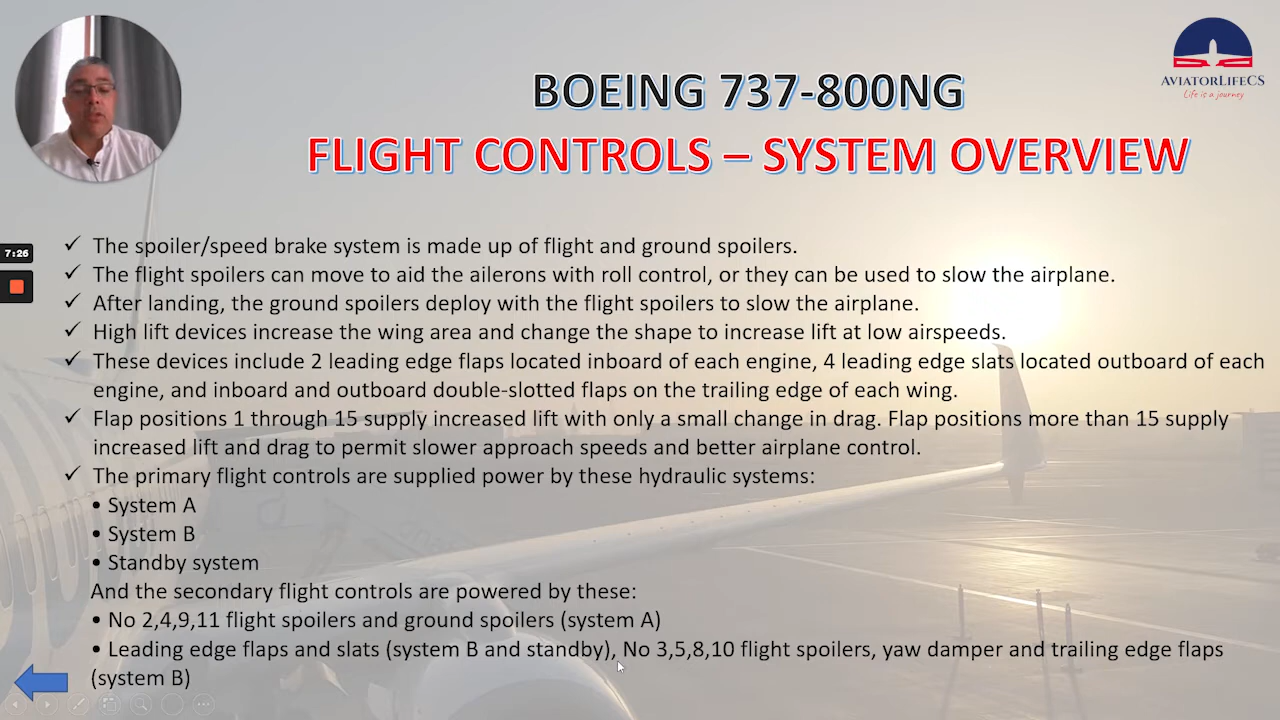 AVIATORLIFECS
Life is a journey
BOEING 737-800NG
FLIGHT CONTROLS – SYSTEM OVERVIEW
7:26
✓ The spoiler/speed brake system is made up of flight and ground spoilers.
✓ The flight spoilers can move to aid the ailerons with roll control, or they can be used to slow the airplane.
✓ After landing, the ground spoilers deploy with the flight spoilers to slow the airplane.
✓ High lift devices increase the wing area and change the shape to increase lift at low airspeeds.
✓ These devices include 2 leading edge flaps located inboard of each engine, 4 leading edge slats located outboard of each
engine, and inboard and outboard double-slotted flaps on the trailing edge of each wing.
✓ Flap positions 1 through 15 supply increased lift with only a small change in drag. Flap positions more than 15 supply
increased lift and drag to permit slower approach speeds and better airplane control.
✓ The primary flight controls are supplied power by these hydraulic systems:
• System A
• System B
• Standby system
And the secondary flight controls are powered by these:
• No 2,4,9,11 flight spoilers and ground spoilers (system A)
• Leading edge flaps and slats (system B and standby), No 3,5,8,10 flight spoilers, yaw damper and trailing edge flaps
(system B)